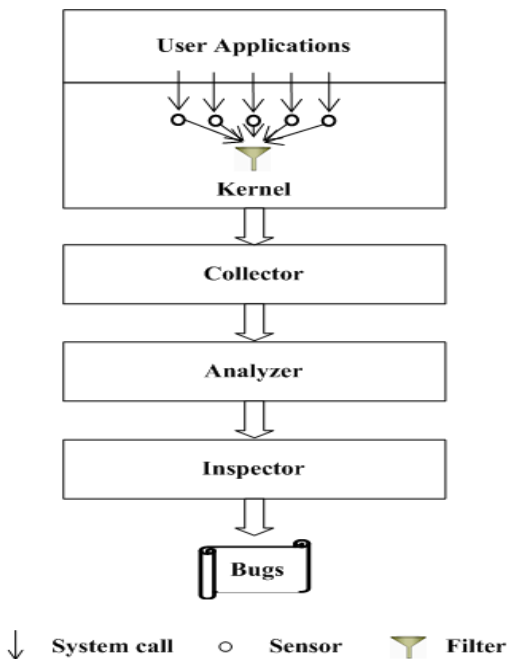 User Applications
Kernel
Collector
Analyzer
Inspector
Bugs
System call Sensor Filter